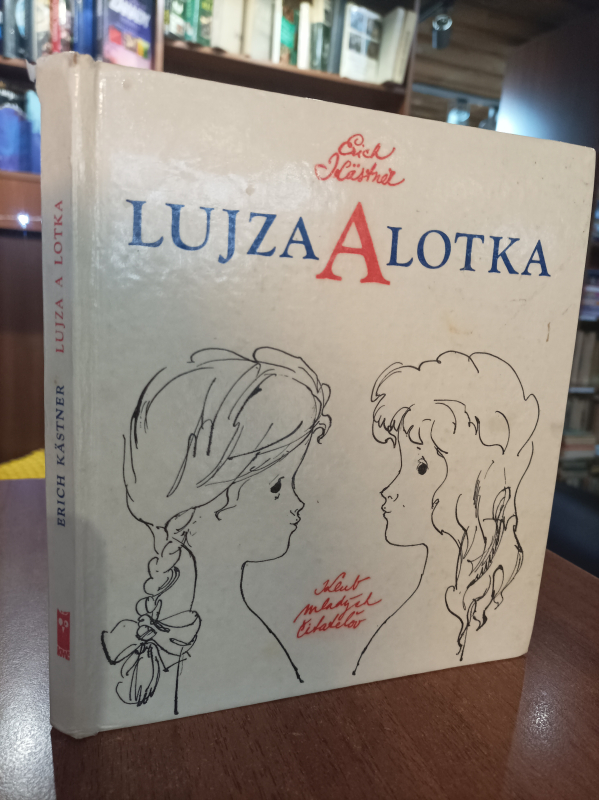 Erich
Kästner
LUJZA A LOTKA
Klub
mladých
čitateľov
ERICH KÄSTNER LUJZA A LOTKA